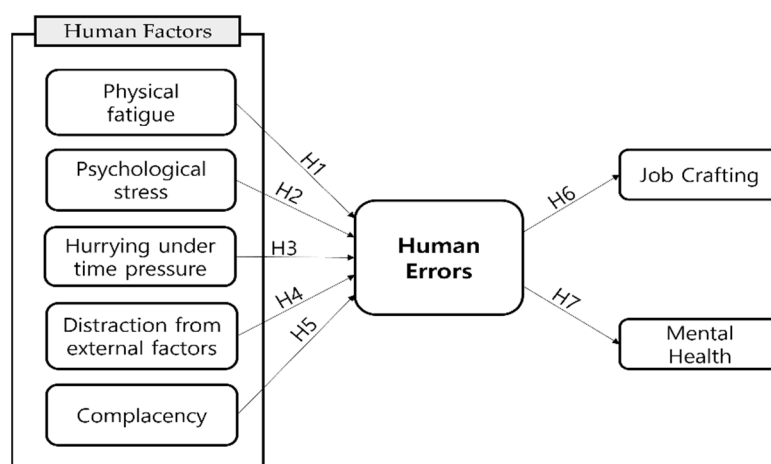 Human Factors
Physical
fatigue
Psychological
stress
Hurrying under
time pressure
Distraction from
external factors
Complacency
H1
H2
H3
H4
H5
Human
Errors
H6
H7
Job Crafting
Mental
Health